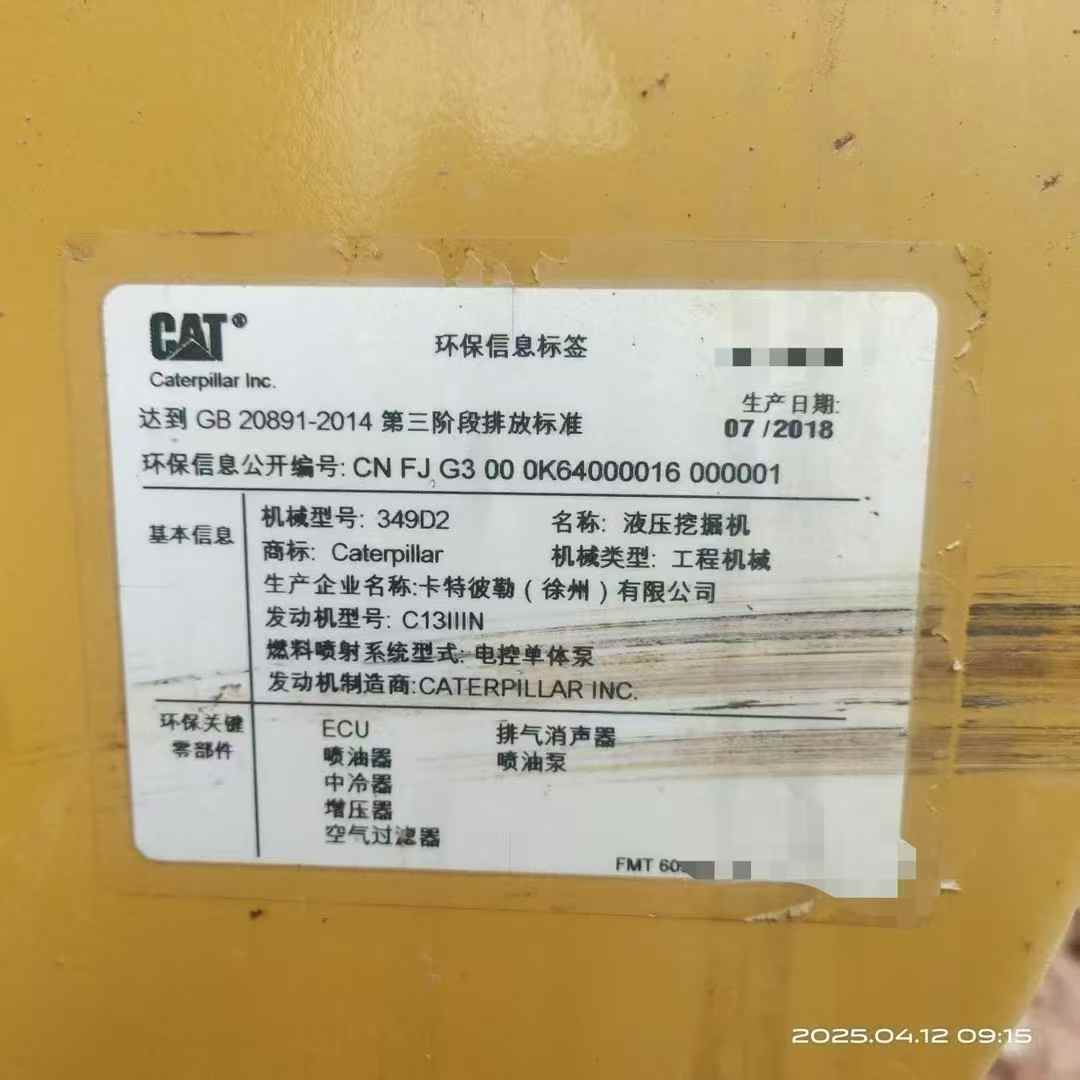 CAT®
Caterpillar Inc.
环保信息标签
生产日期:
07 /2018
达到 GB 20891-2014 第三阶段排放标准
环保信息公开编号: CN FJ G3 00 0K64000016 000001
基本信息
机械型号: 349D2 名称: 液压挖掘机
商标: Caterpillar 机械类型: 工程机械
生产企业名称:卡特彼勒（徐州）有限公司
发动机型号: C13IIIN
燃料喷射系统型式: 电控单体泵
发动机制造商:CATERPILLAR INC.
环保关键
零部件
ECU 排气消声器
喷油器 喷油泵
中冷器
增压器
空气过滤器
FMT
2025.04.12 09:15